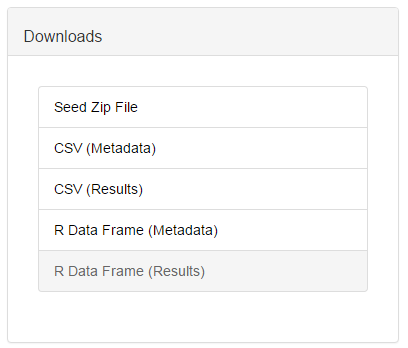 Downloads
Seed Zip File
CSV (Metadata)
CSV (Results)
R Data Frame (Metadata)
R Data Frame (Results)